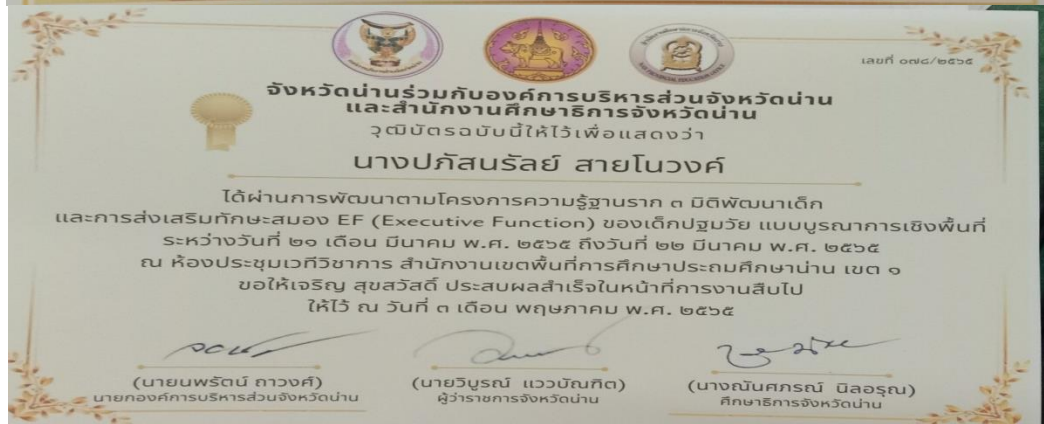 เลขที่ ๐๗๘/๒๕๖๕
จังหวัดน่านร่วมกับองค์การบริหารส่วนจังหวัดน่าน
และสำนักงานศึกษาธิการจังหวัดน่าน
วุฒิบัตรฉบับนี้ให้ไว้เพื่อแสดงว่า
นางปภัสนรัลย์ สายโนวงค์
ได้ผ่านการพัฒนาตามโครงการความรู้ฐานราก ๓ มิติพัฒนาเด็ก
และการส่งเสริมทักษะสมอง EF (Executive Function) ของเด็กปฐมวัย แบบบูรณาการเชิงพื้นที่
ระหว่างวันที่ ๒๑ เดือน มีนาคม พ.ศ. ๒๕๖๕ ถึงวันที่ ๒๒ มีนาคม พ.ศ. ๒๕๖๕
ณ ห้องประชุมเวทีวิชาการ สำนักงานเขตพื้นที่การศึกษาประถมศึกษาน่าน เขต ๑
ขอให้เจริญ สุขสวัสดิ์ ประสบผลสำเร็จในหน้าที่การงานสืบไป
ให้ไว้ ณ วันที่ ๓ เดือน พฤษภาคม พ.ศ. ๒๕๖๕
(นายนพรัตน์ ถาวงศ์) (นายวิบูรณ์ แววบัณฑิต) (นางณันศภรณ์ นิลอรุณ)
นายกองค์การบริหารส่วนจังหวัดน่าน ผู้ว่าราชการจังหวัดน่าน ศึกษาธิการจังหวัดน่าน